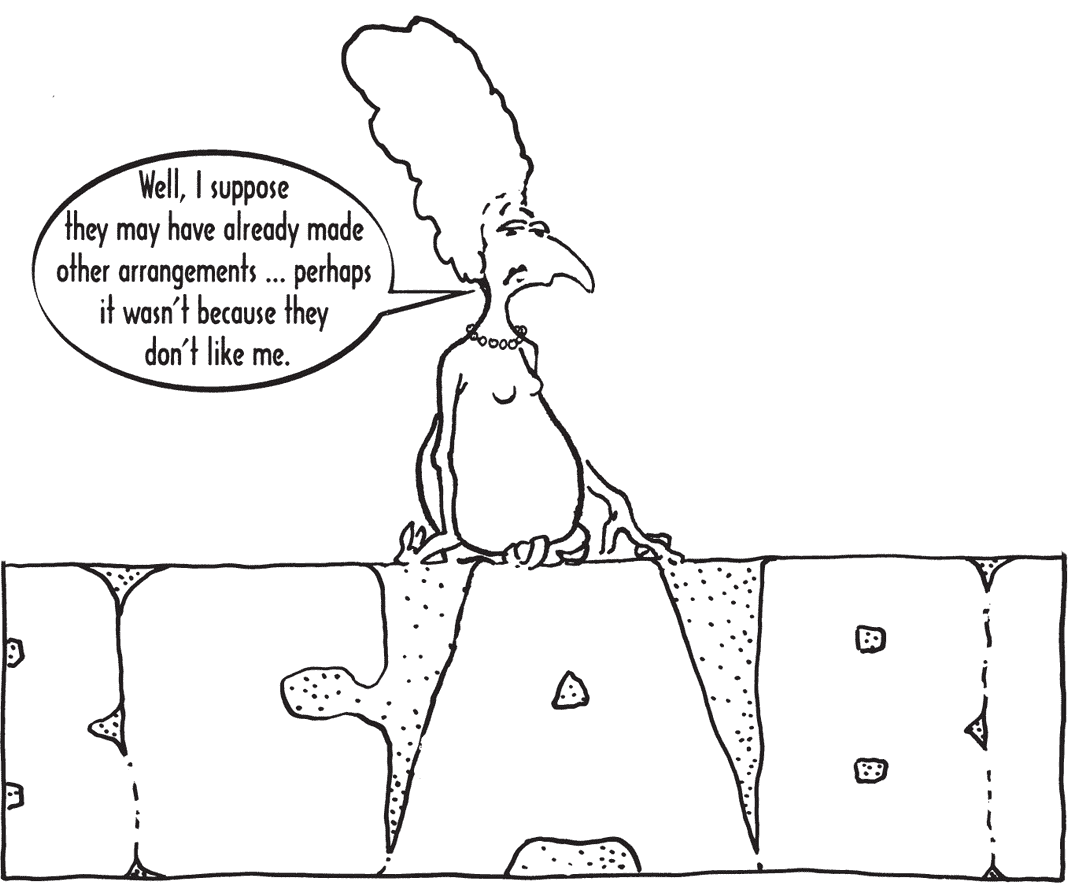 Well, I suppose
they may have already made
other arrangements ... perhaps
it wasn't because they
don't like me.